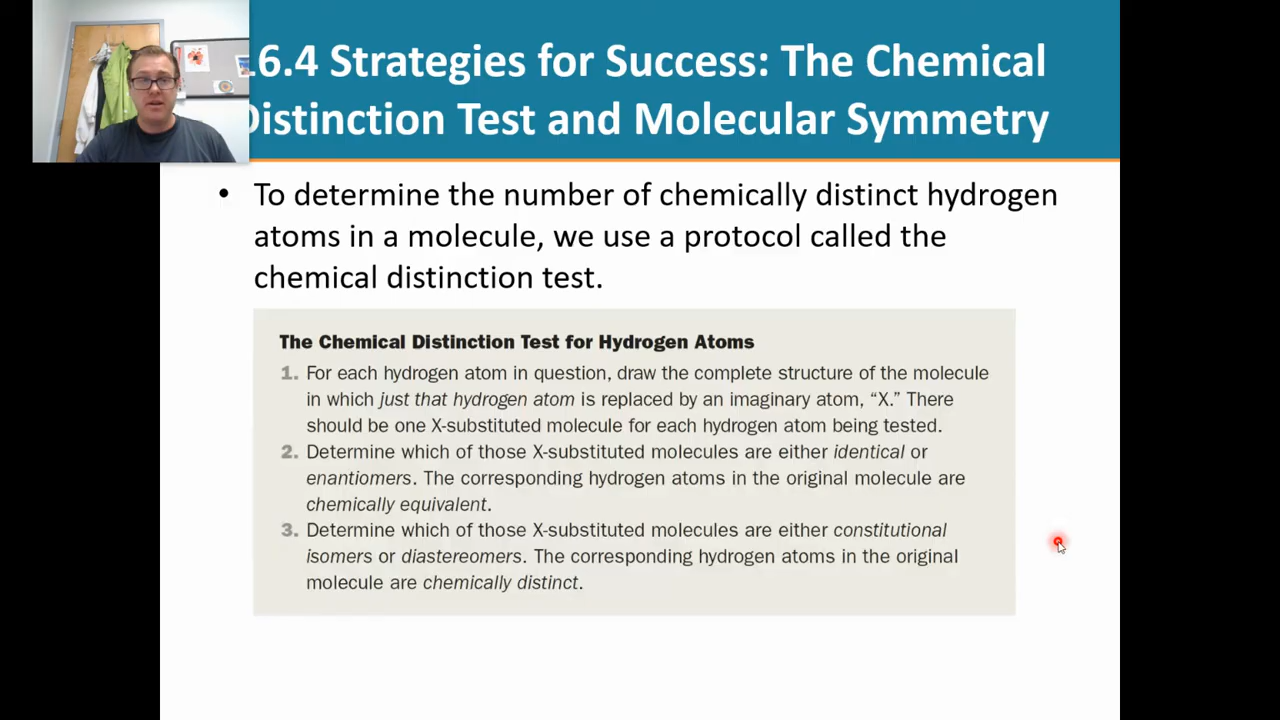 .6.4 Strategies for Success: The Chemical
Distinction Test and Molecular Symmetry
• To determine the number of chemically distinct hydrogen
atoms in a molecule, we use a protocol called the
chemical distinction test.
The Chemical Distinction Test for Hydrogen Atoms
1. For each hydrogen atom in question, draw the complete structure of the molecule
in which just that hydrogen atom is replaced by an imaginary atom, “X.” There
should be one X-substituted molecule for each hydrogen atom being tested.
2. Determine which of those X-substituted molecules are either identical or
enantiomers. The corresponding hydrogen atoms in the original molecule are
chemically equivalent.
3. Determine which of those X-substituted molecules are either constitutional
isomers or diastereomers. The corresponding hydrogen atoms in the original
molecule are chemically distinct.